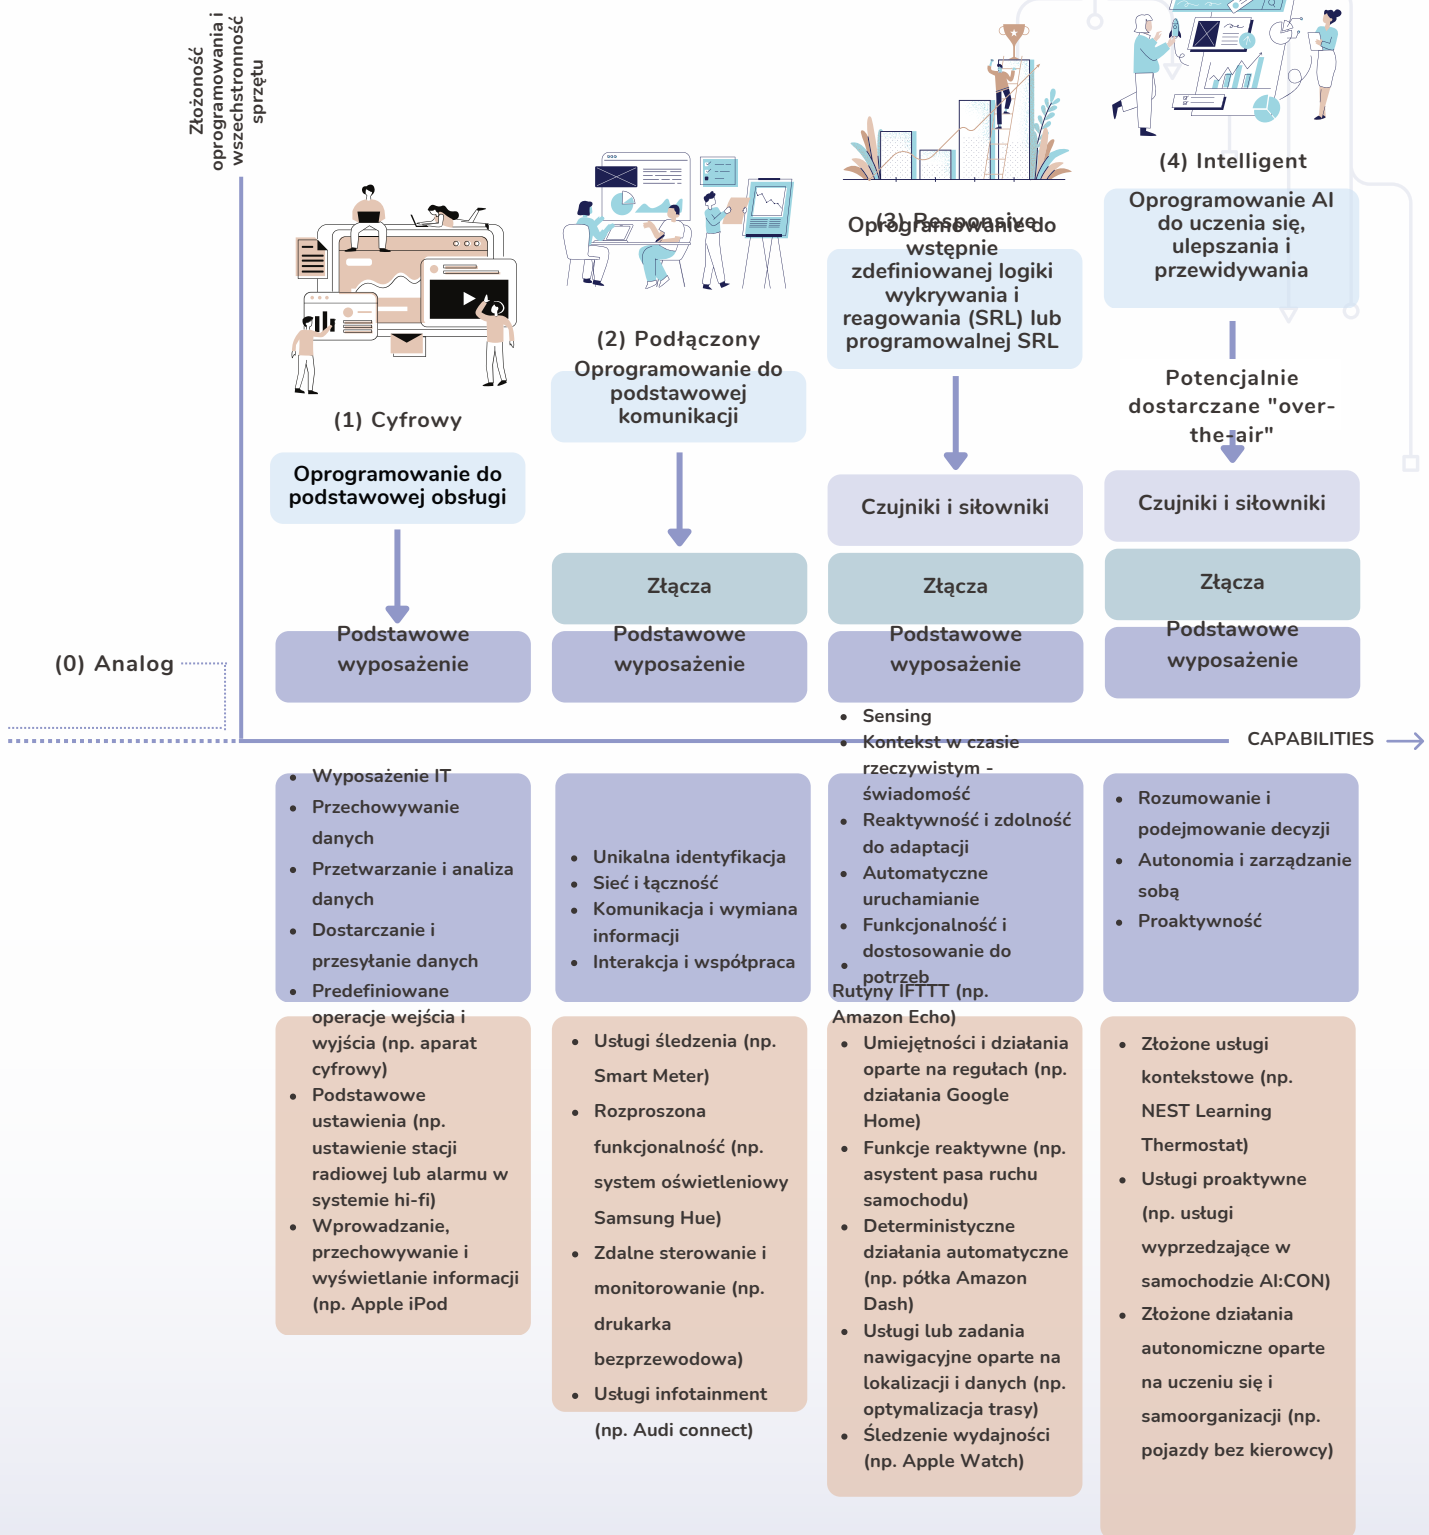 Złożoność
oprogramowania i
wszechstronność
sprzętu
(0) Analog
(1) Cyfrowy
Oprogramowanie do
podstawowej obsługi
Podstawowe
wyposażenie
(2) Podłączony
Oprogramowanie do
podstawowej
komunikacji
Złącza
Podstawowe
wyposażenie
(3) Responsive
Oprogramowanie do
wstępnie
zdefiniowanej logiki
wykrywania i
reagowania (SRL) lub
programowalnej SRL
Czujniki i siłowniki
Złącza
Podstawowe
wyposażenie
(4) Intelligent
Oprogramowanie AI
do uczenia się,
ulepszania i
przewidywania
Potencjalnie
dostarczane "over-
the-air"
Czujniki i siłowniki
Złącza
Podstawowe
wyposażenie
CAPABILITIES
• Wyposażenie IT
• Przechowywanie
danych
• Przetwarzanie i analiza
danych
• Dostarczanie i
przesyłanie danych
• Predefiniowane
operacje wejścia i
wyjścia (np. aparat
cyfrowy)
• Podstawowe
ustawienia (np.
ustawienie stacji
radiowej lub alarmu w
systemie hi-fi)
• Wprowadzanie,
przechowywanie i
wyświetlanie informacji
(np. Apple iPod
• Unikalna identyfikacja
• Sieć i łączność
• Komunikacja i wymiana
informacji
• Interakcja i współpraca
• Usługi śledzenia (np.
Smart Meter)
• Rozproszona
funkcjonalność (np.
system oświetleniowy
Samsung Hue)
• Zdalne sterowanie i
monitorowanie (np.
drukarka
bezprzewodowa)
• Usługi infotainment
(np. Audi connect)
• Sensing
• Kontekst w czasie
rzeczywistym -
świadomość
• Reaktywność i zdolność
do adaptacji
• Automatyczne
uruchamianie
• Funkcjonalność i
dostosowanie do
• potrzeb
Rutyny IFTTT (np.
Amazon Echo)
• Umiejętności i działania
oparte na regułach (np.
działania Google
Home)
• Funkcje reaktywne (np.
asystent pasa ruchu
samochodu)
• Deterministyczne
działania automatyczne
(np. półka Amazon
Dash)
• Usługi lub zadania
nawigacyjne oparte na
lokalizacji i danych (np.
optymalizacja trasy)
• Śledzenie wydajności
(np. Apple Watch)
• Rozumowanie i
podejmowanie decyzji
• Autonomia i zarządzanie
sobą
• Proaktywność
• Złożone usługi
kontekstowe (np.
NEST Learning
Thermostat)
• Usługi proaktywne
(np. usługi
wyprzedzające w
samochodzie AI:CON)
• Złożone działania
autonomiczne oparte
na uczeniu się i
samoorganizacji (np.
pojazdy bez kierowcy)